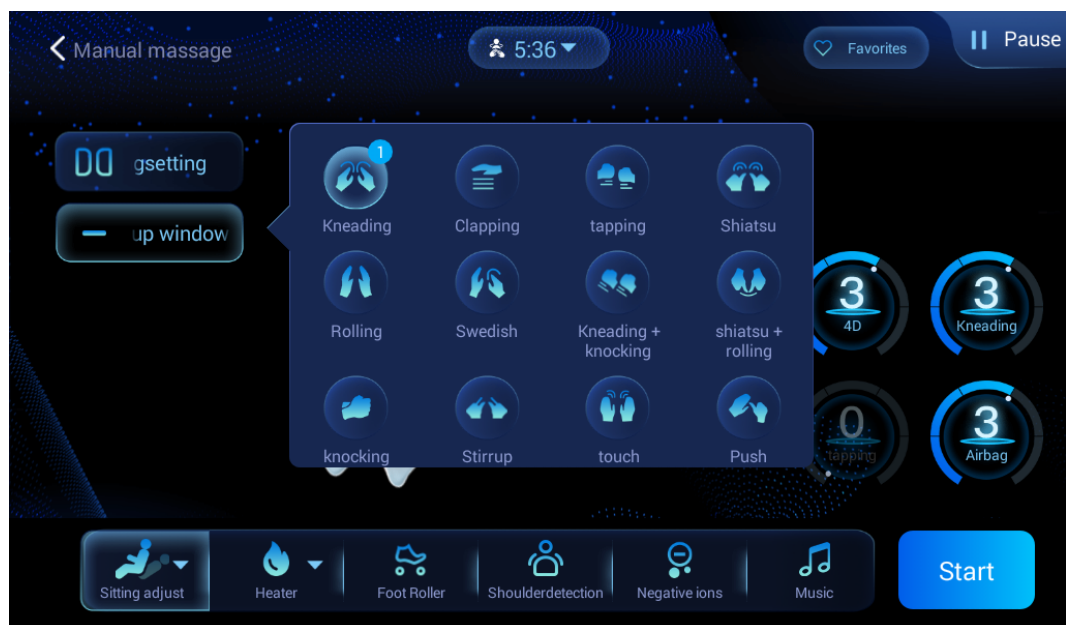 Manual massage
5:36
Favorites
Pause
gsetting
up window
1
Kneading
Clapping
tapping
Shiatsu
Rolling
Swedish
Kneading +
knocking
shiatsu +
rolling
knocking
Stirrup
touch
Push
3
4D
3
Kneading
0
tapping
3
Airbag
Sitting adjust
Heater
Foot Roller
Shoulderdetection
Negative ions
Music
Start